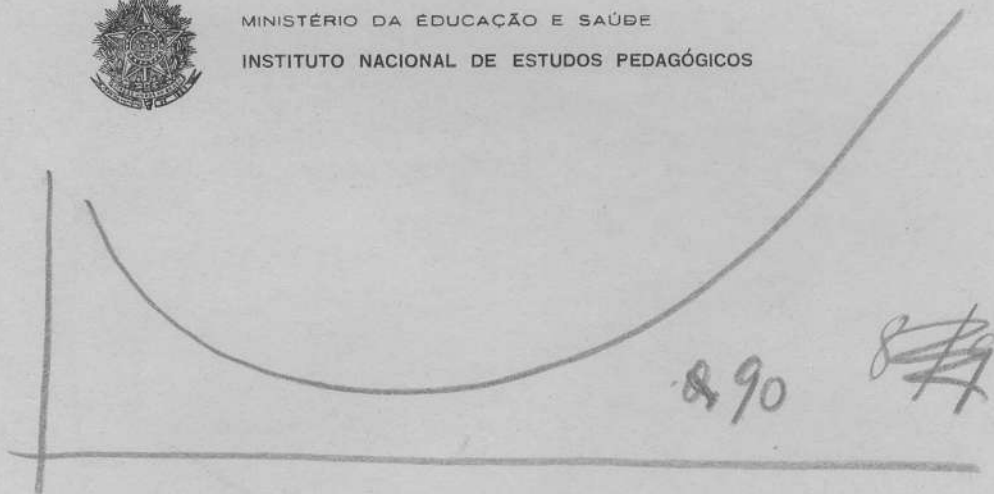 MINISTÉRIO DA EDUCAÇÃO E SAÚDE
INSTITUTO NACIONAL DE ESTUDOS PEDAGÓGICOS
90